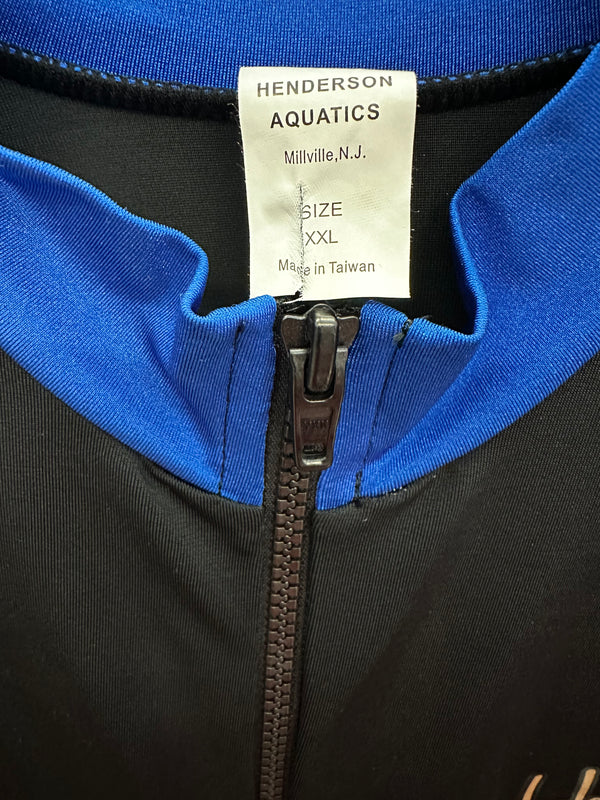 HENDERSON
AQUATICS
Millville,N.J.
SIZE
XXL
Made in Taiwan